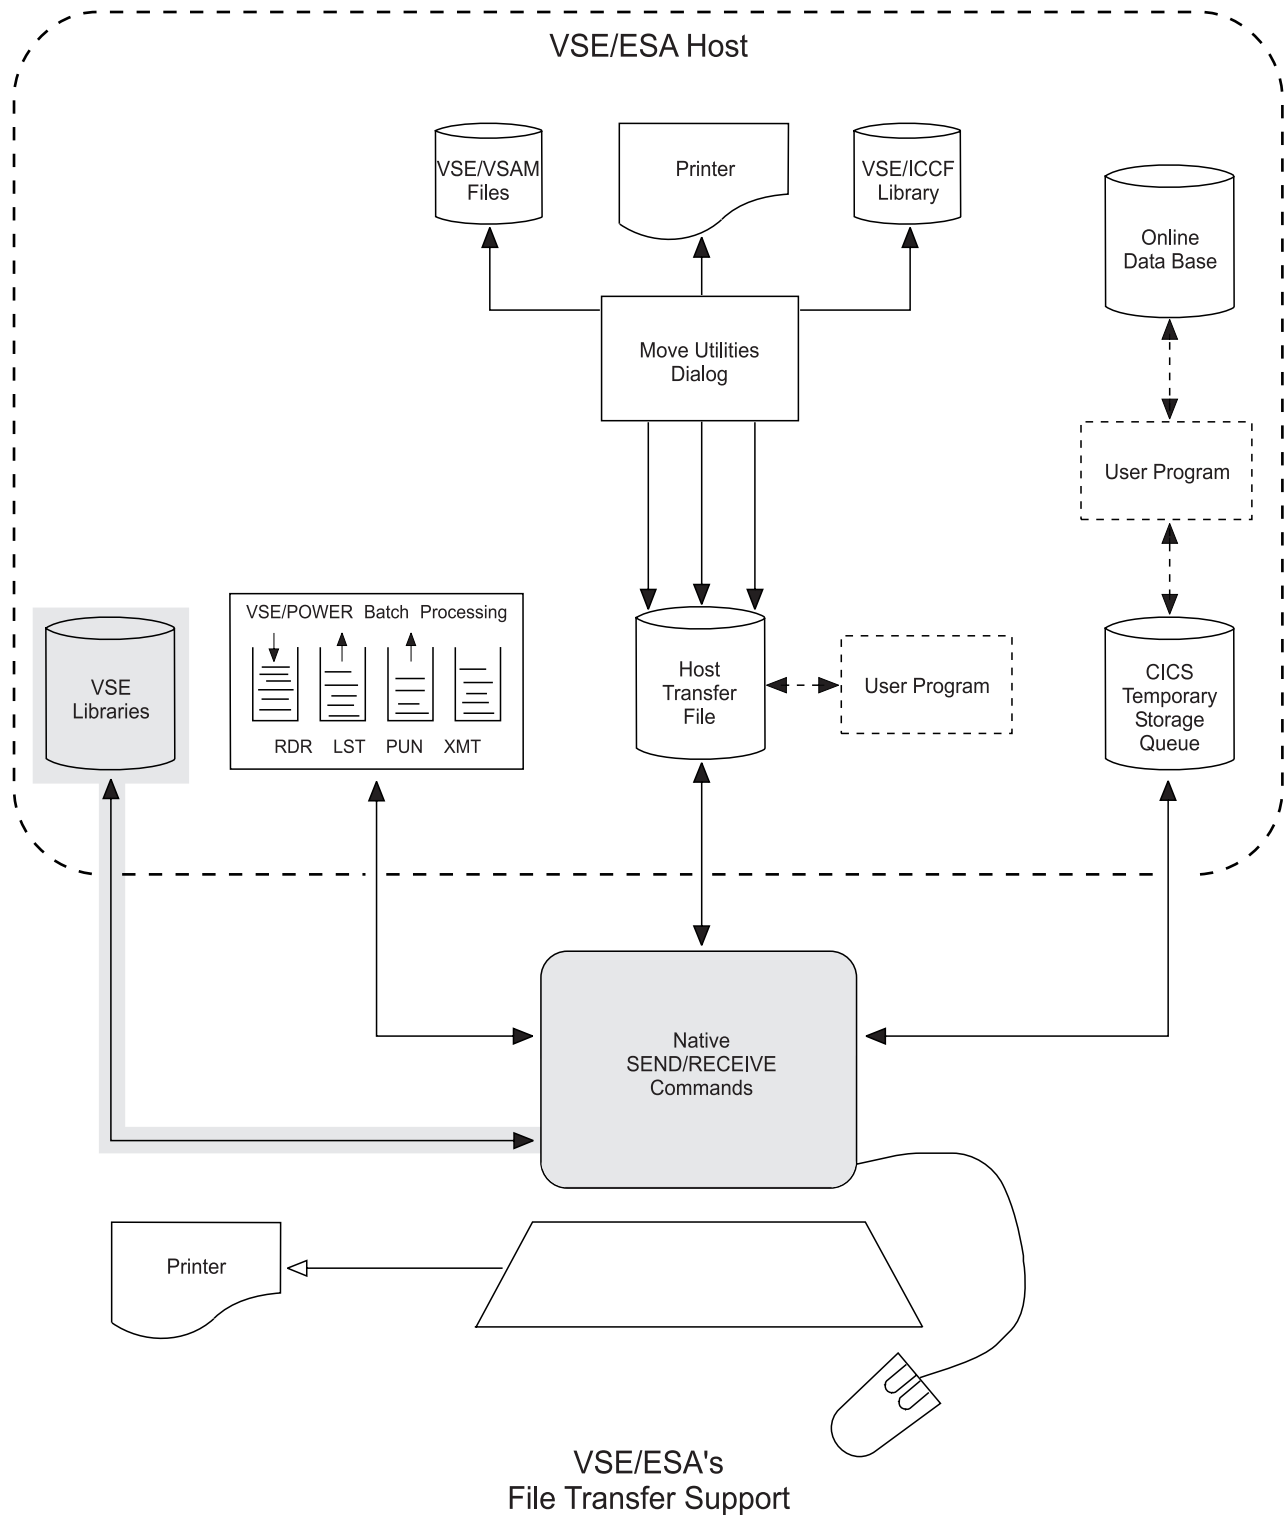 VSE/ESA Host
VSE/VSAM
Files
Printer
VSE/ICCF
Library
Online
Data Base
Move Utilities
Dialog
User Program
VSE/POWER Batch Processing
RDR LST PUN XMT
VSE
Libraries
Host
Transfer
File
User Program
CICS
Temporary
Storage
Queue
Native
SEND/RECEIVE
Commands
Printer
VSE/ESA's
File Transfer Support